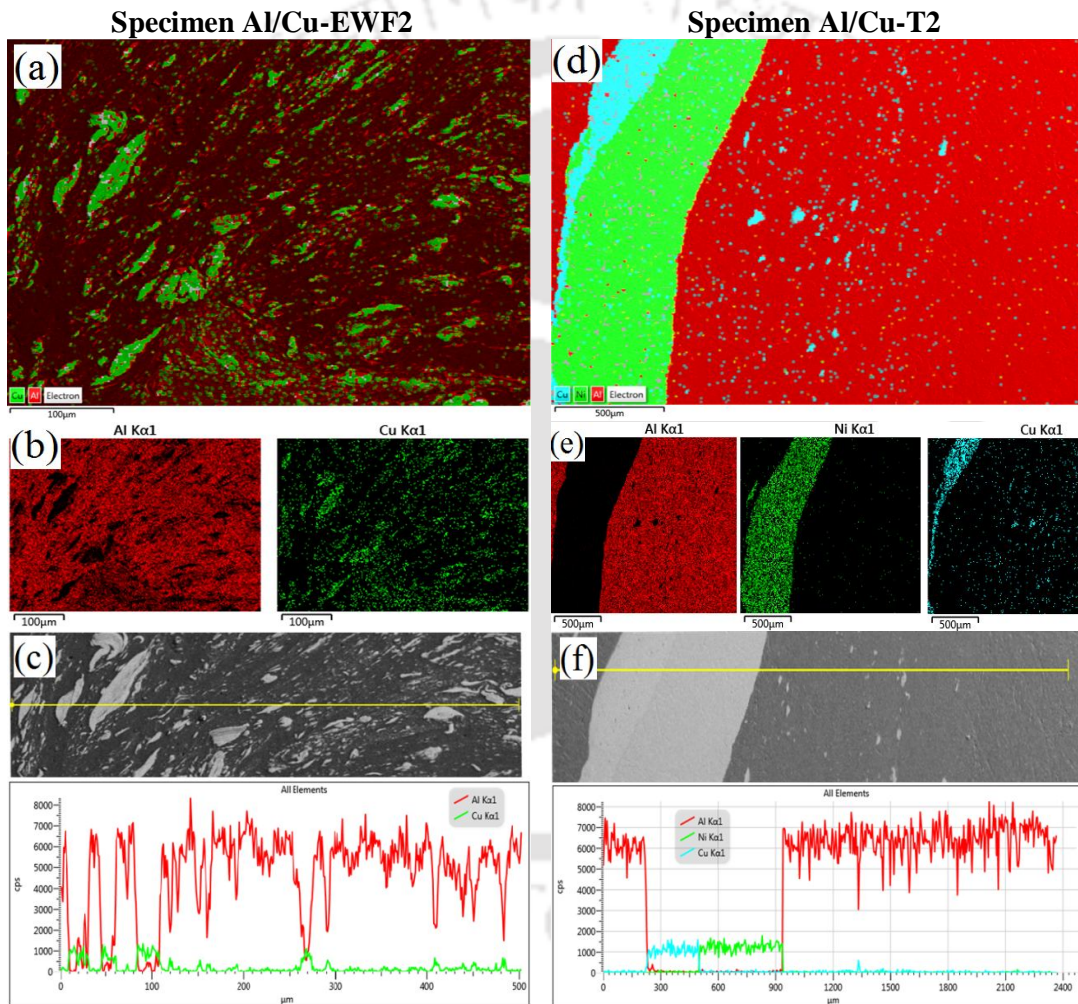 Specimen Al/Cu-EWF2
(a)
Cu Al Electron
100µm
(b)
Al Kα1
Cu Kα1
100µm
100µm
(c)
All Elements
Al Kα1
Cu Kα1
cps
8000
7000
6000
5000
4000
3000
2000
1000
0
0 100 200 300 400 500
µm
Specimen Al/Cu-T2
(d)
Cu Ni Al Electron
500µm
(e)
Al Kα1
Ni Kα1
Cu Kα1
500µm
500µm
500µm
(f)
All Elements
Al Kα1
Ni Kα1
Cu Kα1
cps
8000
7000
6000
5000
4000
3000
2000
1000
0
0 300 600 900 1200 1500 1800 2100 2400
µm